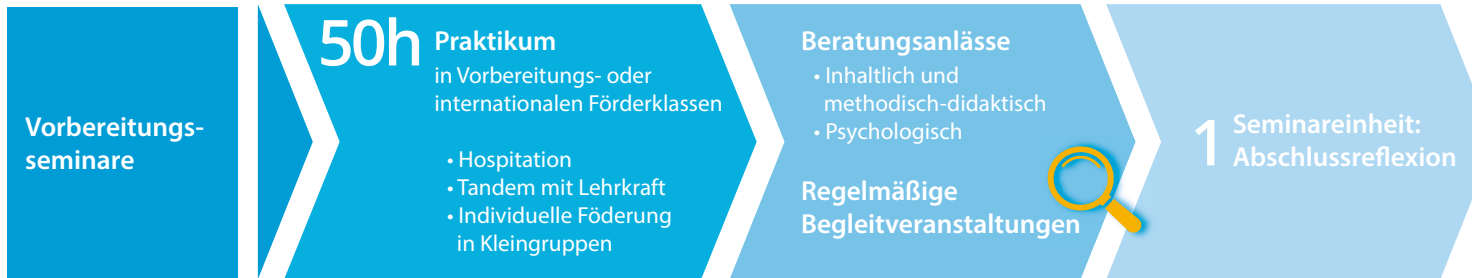 Vorbereitungs-
seminare
50h Praktikum
in Vorbereitungs- oder
internationalen Förderklassen
• Hospitation
• Tandem mit Lehrkraft
• Individuelle Föderung
in Kleingruppen
Beratungsanlässe
• Inhaltlich und
methodisch-didaktisch
• Psychologisch
Regelmäßige
Begleitveranstaltungen
1 Seminareinheit:
Abschlussreflexion